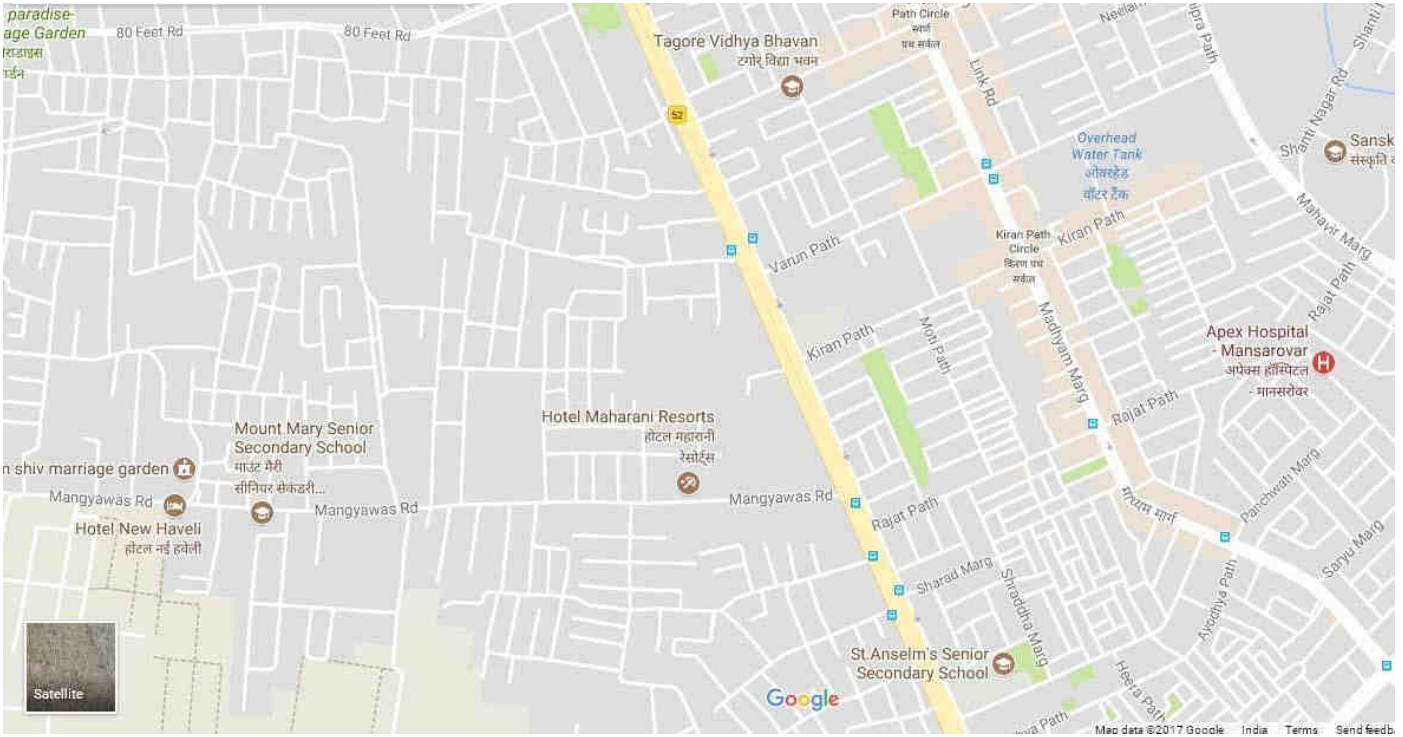 paradise-
age Garden
80 Feet Rd
80 Feet Rd
Tagore Vidhya Bhavan
टगोर् विद्या भवन
Path Circle
स्वर्ण
पथ सर्कल
Link Rd
Neelam
ipra Path
Shanti Nagar Rd
52
Overhead
Water Tank
ओवरहेड
वॉटर टैंक
Sansk
Mahavir Marg
Varun Path
Kiran Path
Circle
किरण पथ
सर्कल
Kiran Path
Rajat Path
Kiran Path
Moti Path
Madhyam Marg
Apex Hospital
- Mansarovar
अपेक्स हॉस्पिटल
- मानसरोवर
Rajat Path
Hotel Maharani Resorts
होटल महारानी
रेसोर्ट्स
Mount Mary Senior
Secondary School
माउंट मैरी
सीनियर सेकंडरी...
n shiv marriage garden
Mangyawas Rd
Mangyawas Rd
Mangyawas Rd
Hotel New Haveli
होटल नई हवेली
Rajat Path
मध्यम मार्ग
Panchwati Marg
Saryu Marg
Ayodhya Path
Sharad Marg
Shraddha Marg
St.Anselm's Senior
Secondary School
Heera Path
Satellite
Google
Map data ©2017 Google
India
Terms
Send feedb